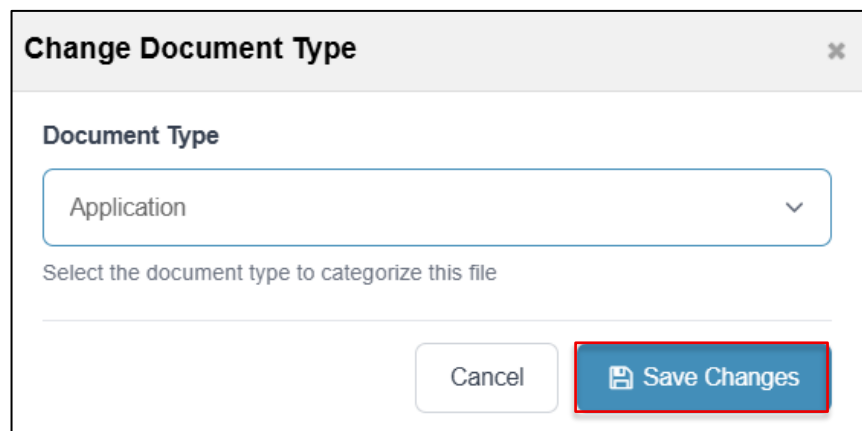 Change Document Type
Document Type
Application
Select the document type to categorize this file
Cancel
Save Changes